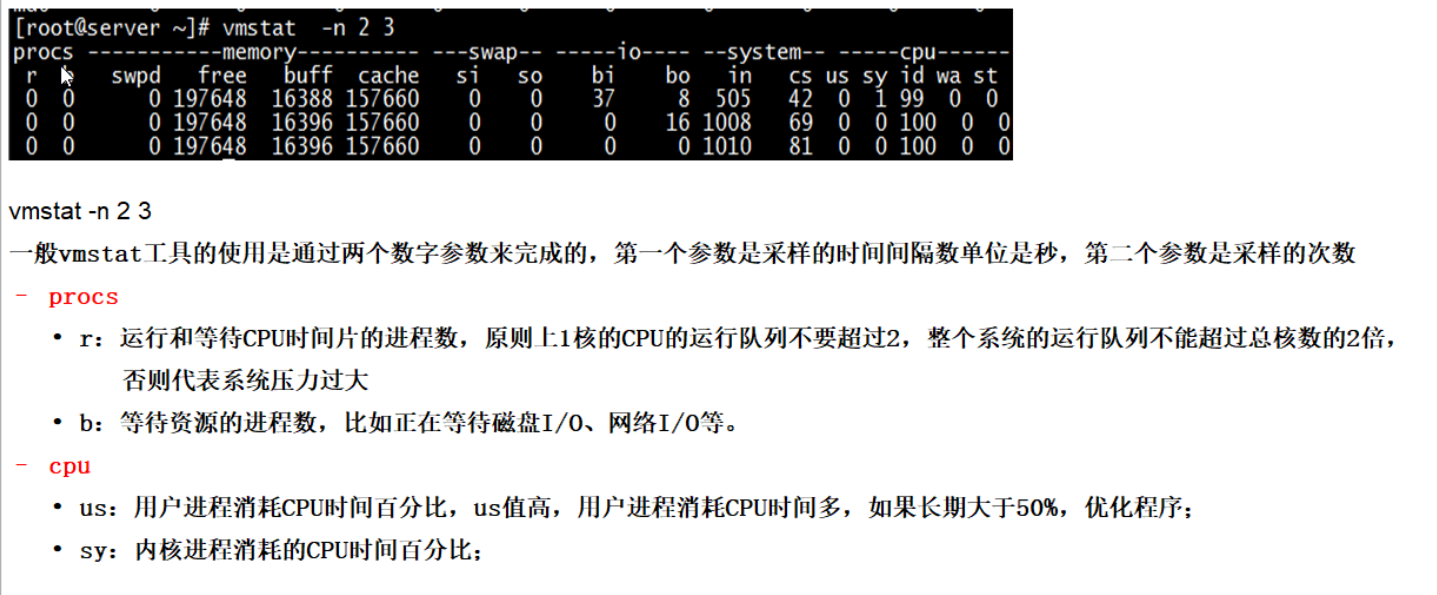 [root@server ~]# vmstat -n 2 3
procs -----------memory---------- ---swap-- -----io---- --system-- -----cpu------
r swpd free buff cache si so bi bo in cs us sy id wa st
0 0 0 197648 16388 157660 0 0 37 8 505 42 0 1 99 0 0
0 0 0 197648 16396 157660 0 0 0 16 1008 69 0 0 100 0 0
0 0 0 197648 16396 157660 0 0 0 0 1010 81 0 0 100 0 0
vmstat -n 2 3
一般vmstat工具的使用是通过两个数字参数来完成的，第一个参数是采样的时间间隔数单位是秒，第二个参数是采样的次数
- procs
• r：运行和等待CPU时间片的进程数，原则上1核的CPU的运行队列不要超过2，整个系统的运行队列不能超过总核数的2倍，
否则代表系统压力过大
• b：等待资源的进程数，比如正在等待磁盘I/O、网络I/O等。
- cpu
• us：用户进程消耗CPU时间百分比，us值高，用户进程消耗CPU时间多，如果长期大于50%，优化程序；
• sy：内核进程消耗的CPU时间百分比；